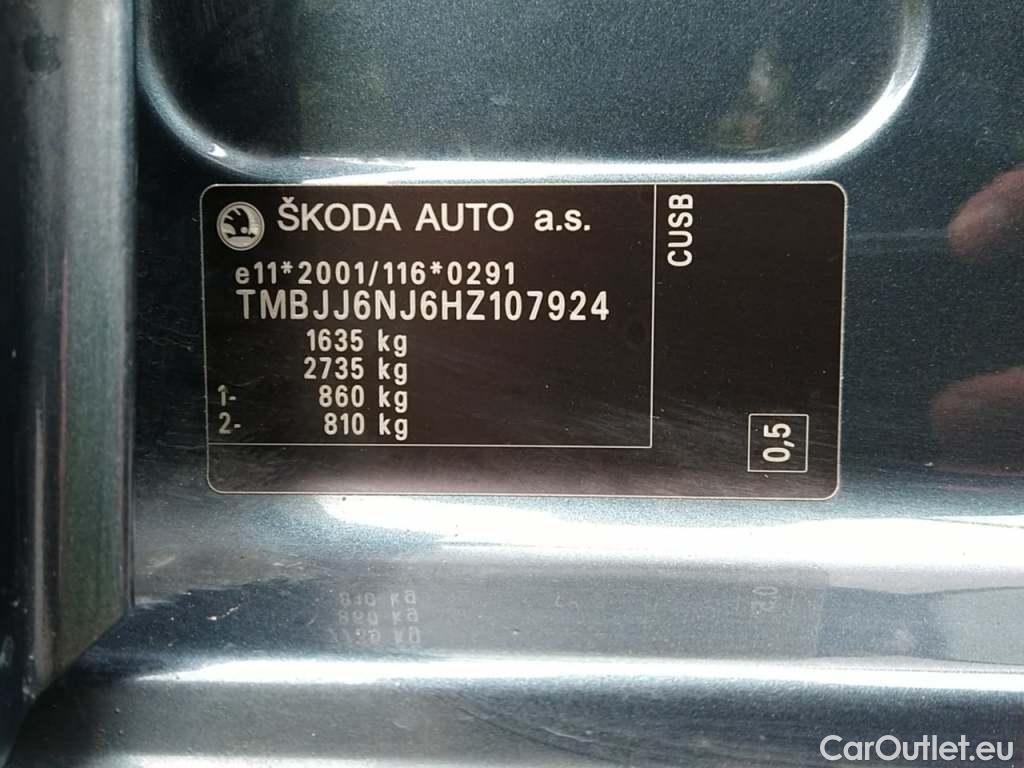 ŠKODA AUTO a.s.
CUSB
e11*2001/116*0291
TMBJJ6NJ6HZ107924
1635 kg
2735 kg
1- 860 kg
2- 810 kg
0,5
CarOutlet.eu